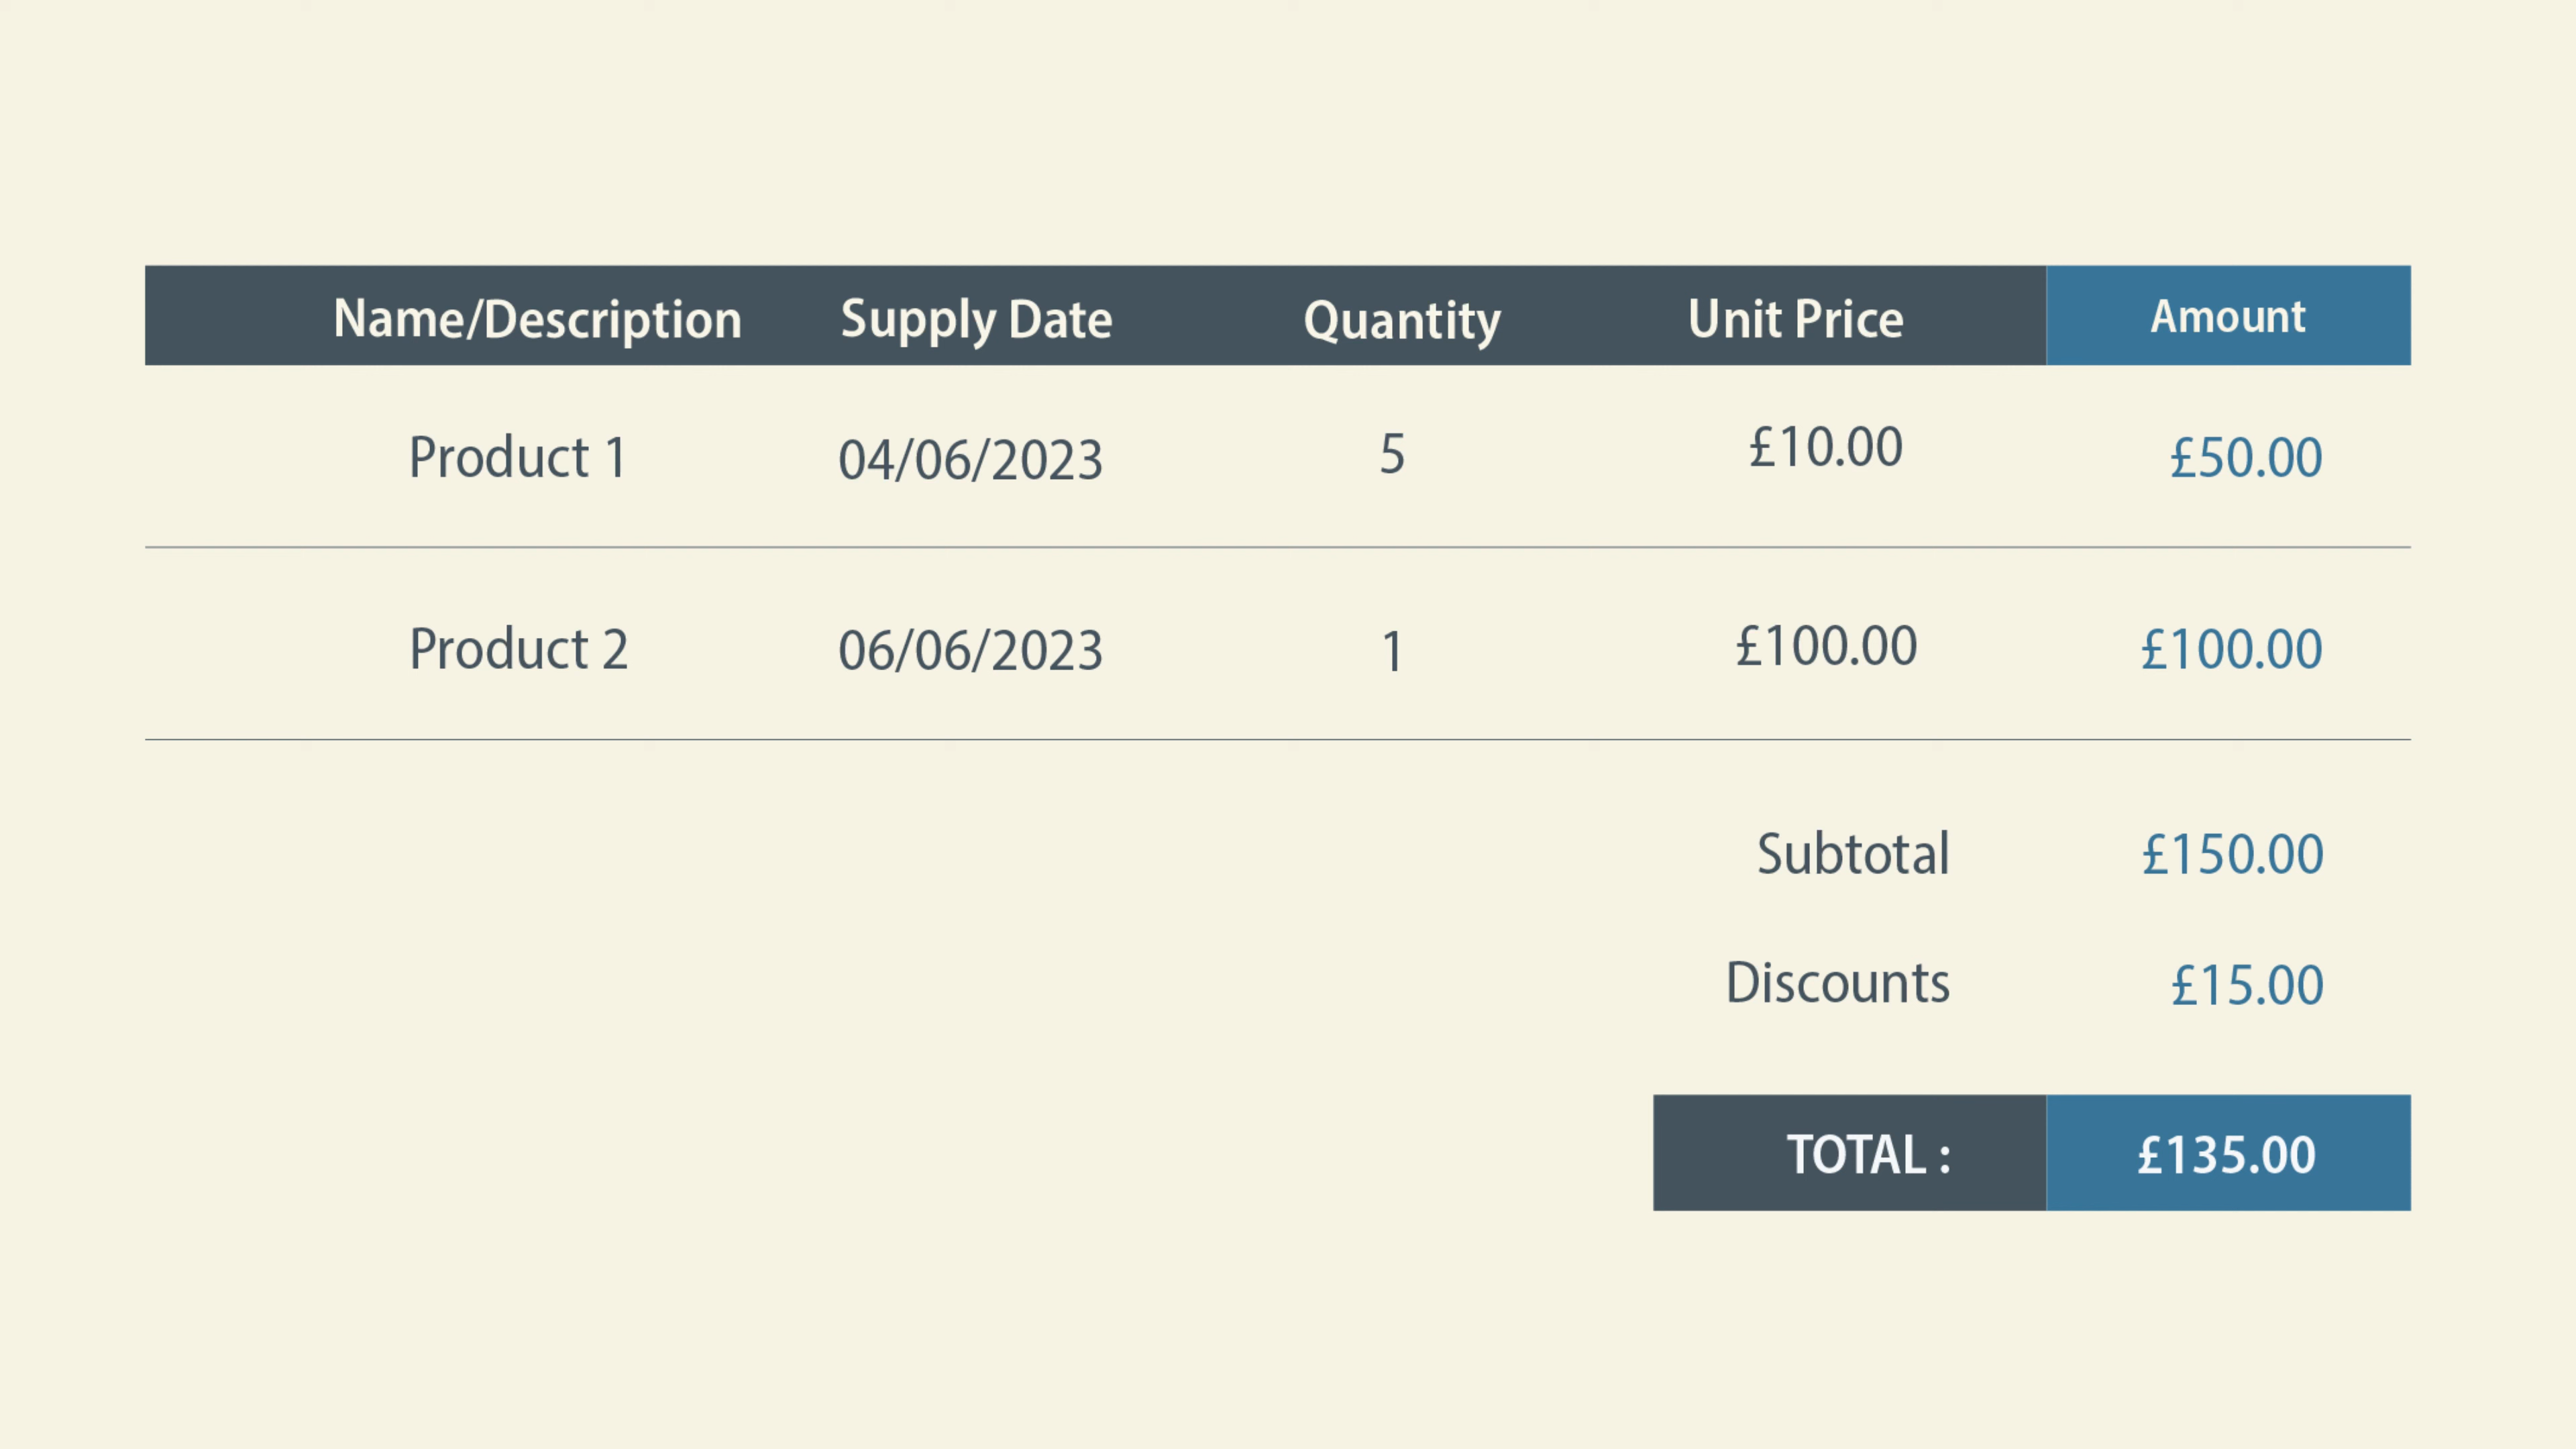 Name/Description Supply Date Quantity Unit Price Amount
Product 1 04/06/2023 5 £10.00 £50.00
Product 2 06/06/2023 1 £100.00 £100.00
Subtotal £150.00
Discounts £15.00
TOTAL : £135.00